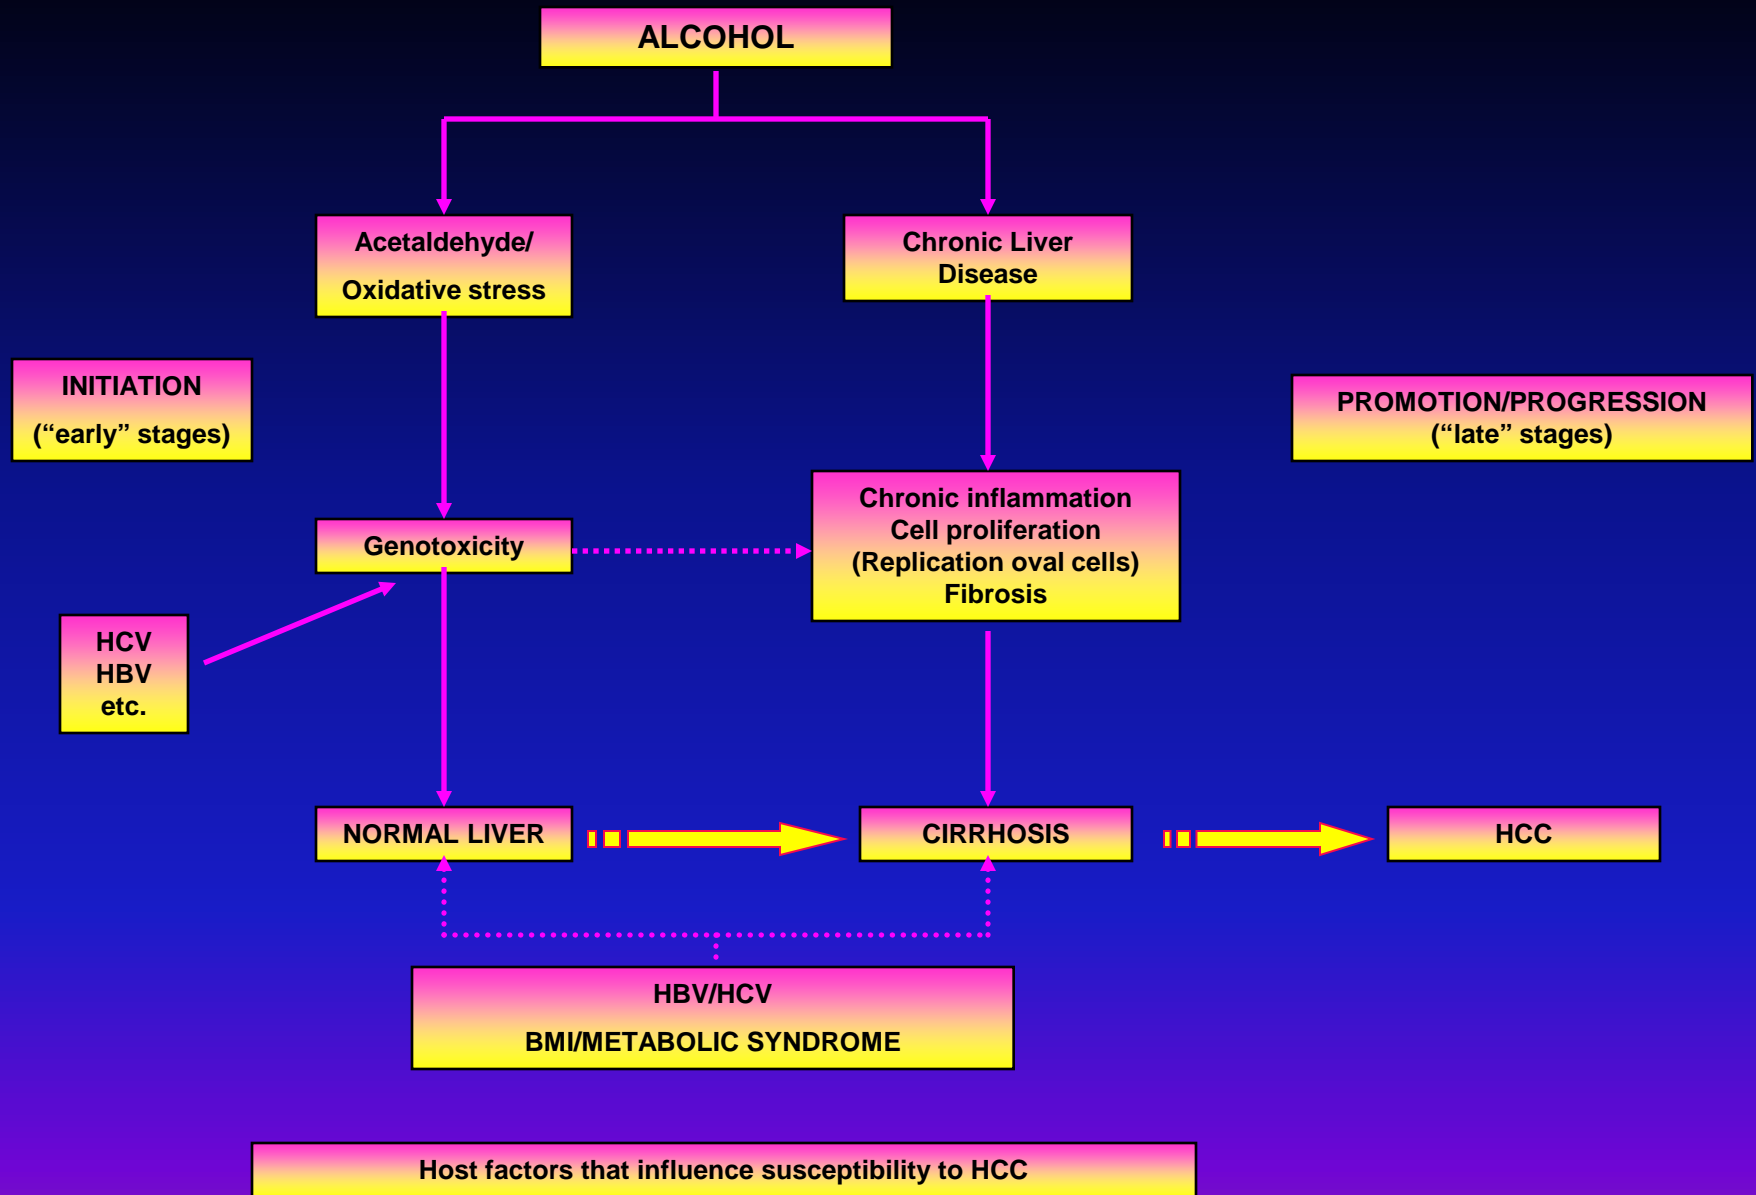 ALCOHOL
Acetaldehyde/
Oxidative stress
Chronic Liver
Disease
INITIATION
(“early” stages)
PROMOTION/PROGRESSION
(“late” stages)
Genotoxicity
Chronic inflammation
Cell proliferation
(Replication oval cells)
Fibrosis
HCV
HBV
etc.
NORMAL LIVER
CIRRHOSIS
HCC
HBV/HCV
BMI/METABOLIC SYNDROME
Host factors that influence susceptibility to HCC